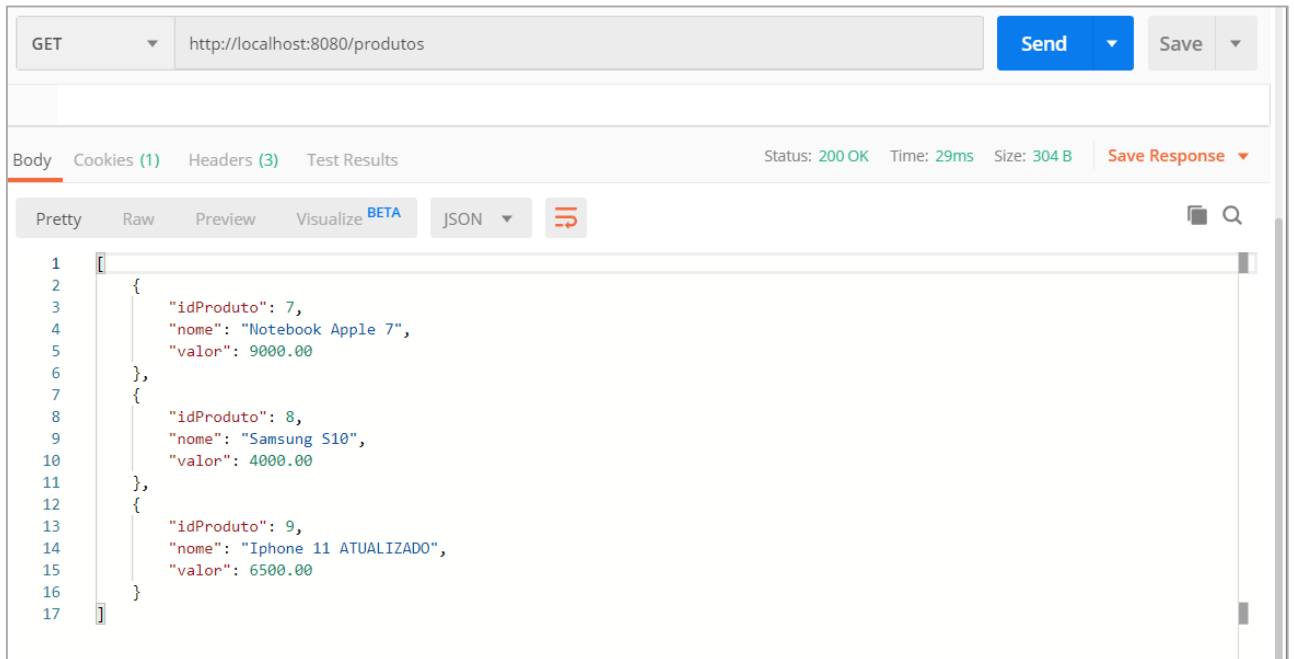 GET http://localhost:8080/produtos Send Save
Body Cookies (1) Headers (3) Test Results Status: 200 OK Time: 29ms Size: 304 B Save Response
Pretty Raw Preview Visualize BETA JSON
1 [
2 {
3 "idProduto": 7,
4 "nome": "Notebook Apple 7",
5 "valor": 9000.00
6 },
7 {
8 "idProduto": 8,
9 "nome": "Samsung S10",
10 "valor": 4000.00
11 },
12 {
13 "idProduto": 9,
14 "nome": "Iphone 11 ATUALIZADO",
15 "valor": 6500.00
16 }
17 ]